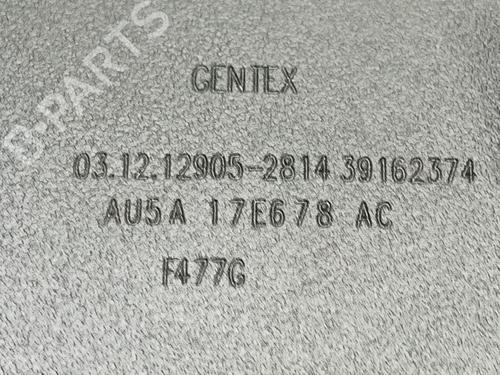 GENTEX
03.12.12905-2814 39162374
AU5A 17E678 AC
F477G
D-PARTS